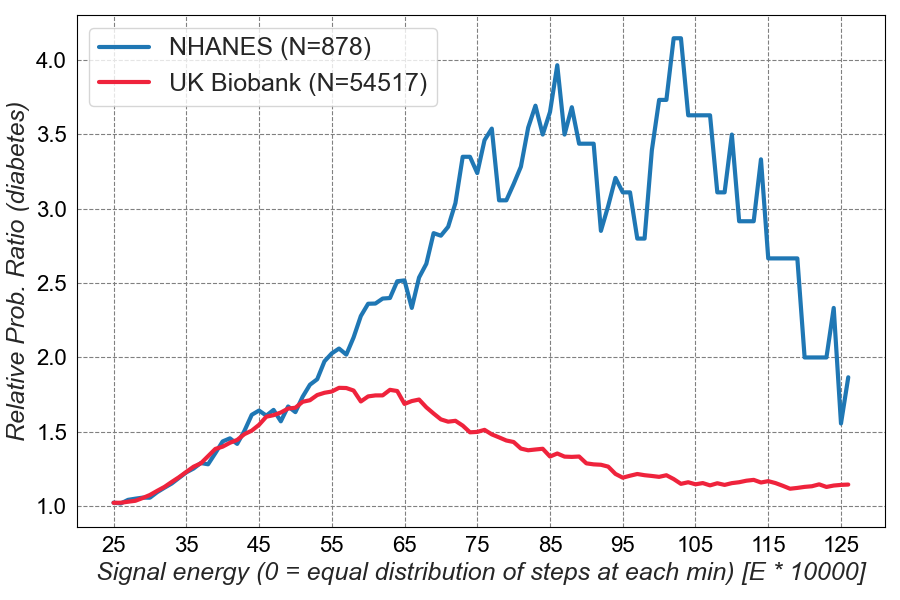 NHANES (N=878)
UK Biobank (N=54517)
Relative Prob. Ratio (diabetes)
4.0
3.5
3.0
2.5
2.0
1.5
1.0
25 35 45 55 65 75 85 95 105 115 125
Signal energy (0 = equal distribution of steps at each min) [E * 10000]